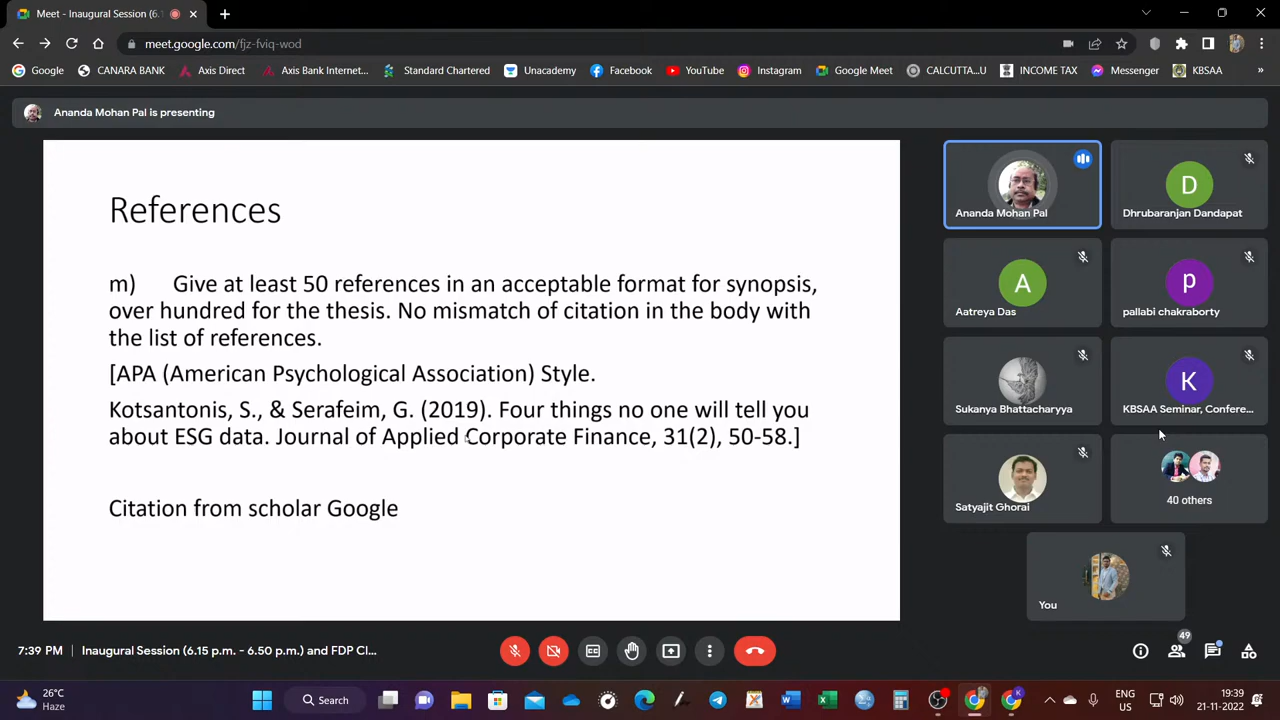 Meet - Inaugural Session (6.1
meet.google.com/fjz-fviq-wod
Google
CANARA BANK
Axis Direct
Axis Bank Internet...
Standard Chartered
Unacademy
Facebook
YouTube
Instagram
Google Meet
CALCUTTA...U
INCOME TAX
Messenger
KBSAA
»
Ananda Mohan Pal is presenting
References
m) Give at least 50 references in an acceptable format for synopsis,
over hundred for the thesis. No mismatch of citation in the body with
the list of references.
[APA (American Psychological Association) Style.
Kotsantonis, S., & Serafeim, G. (2019). Four things no one will tell you
about ESG data. Journal of Applied Corporate Finance, 31(2), 50-58.]
Citation from scholar Google
Ananda Mohan Pal
D
Dhrubaranjan Dandapat
A
Aatreya Das
p
pallabi chakraborty
Sukanya Bhattacharyya
K
KBSAA Seminar, Confere...
Satyajit Ghorai
40 others
You
7:39 PM | Inaugural Session (6.15 p.m. - 6.50 p.m.) and FDP Cl...
49
26°C
Haze
Search
ENG
US
19:39
21-11-2022